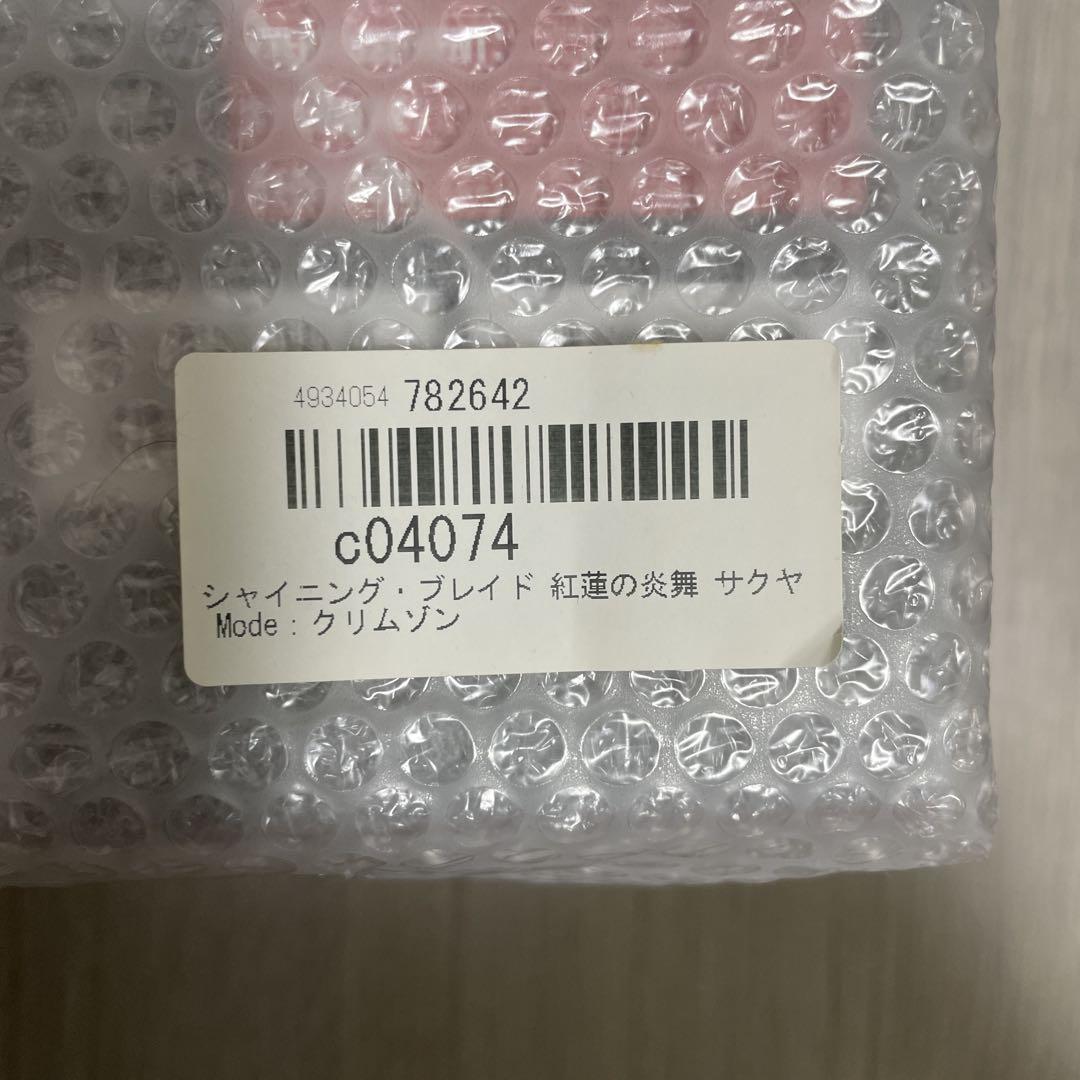 4934054 782642
c04074
シャイニング・ブレイド 紅蓮の炎舞 サクヤ
Mode：クリムゾン